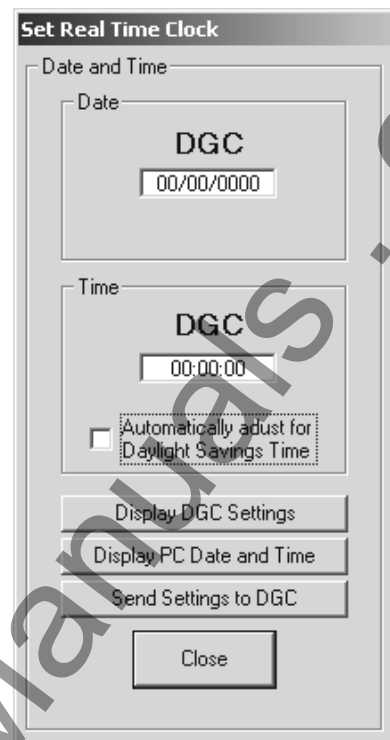 Set Real Time Clock
Date and Time
Date
DGC
00/00/0000
Time
DGC
00:00:00
Automatically adust for
Daylight Savings Time
Display DGC Settings
Display PC Date and Time
Send Settings to DGC
Close